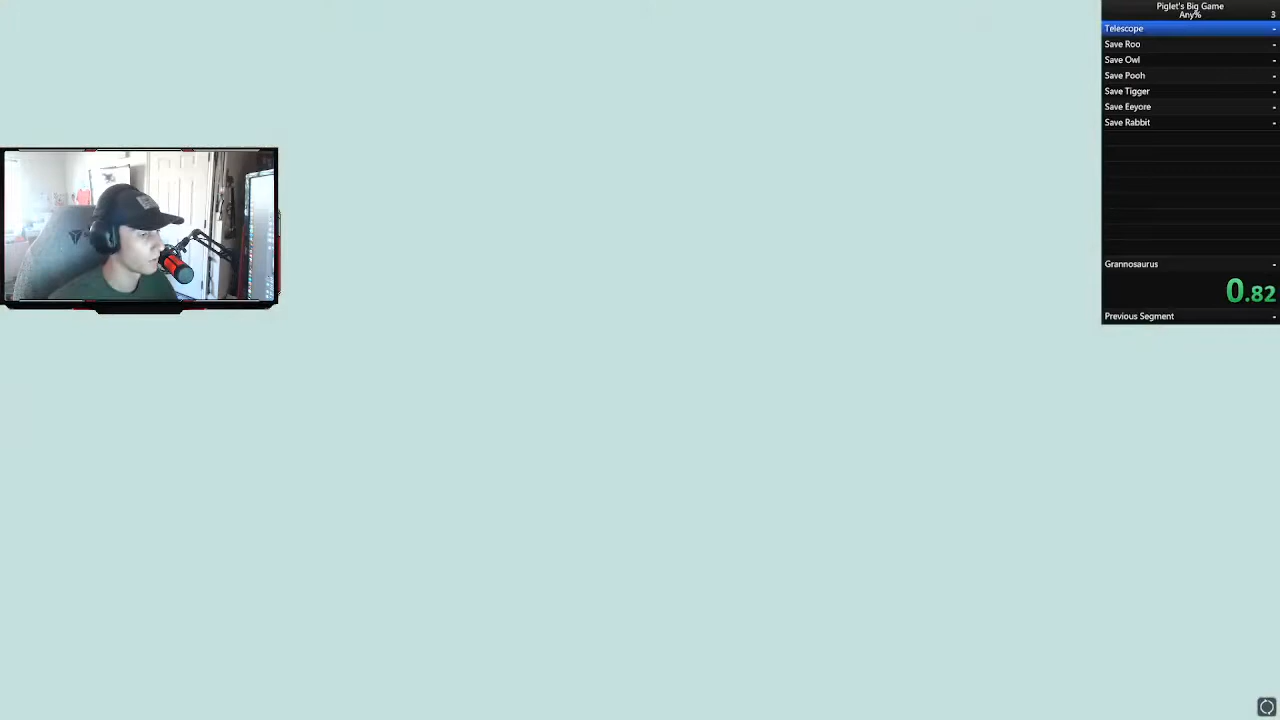 Piglet's Big Game
Any% 3
Telescope -
Save Roo -
Save Owl -
Save Pooh -
Save Tigger -
Save Eeyore -
Save Rabbit -
Grannosaurus -
0.82
Previous Segment -